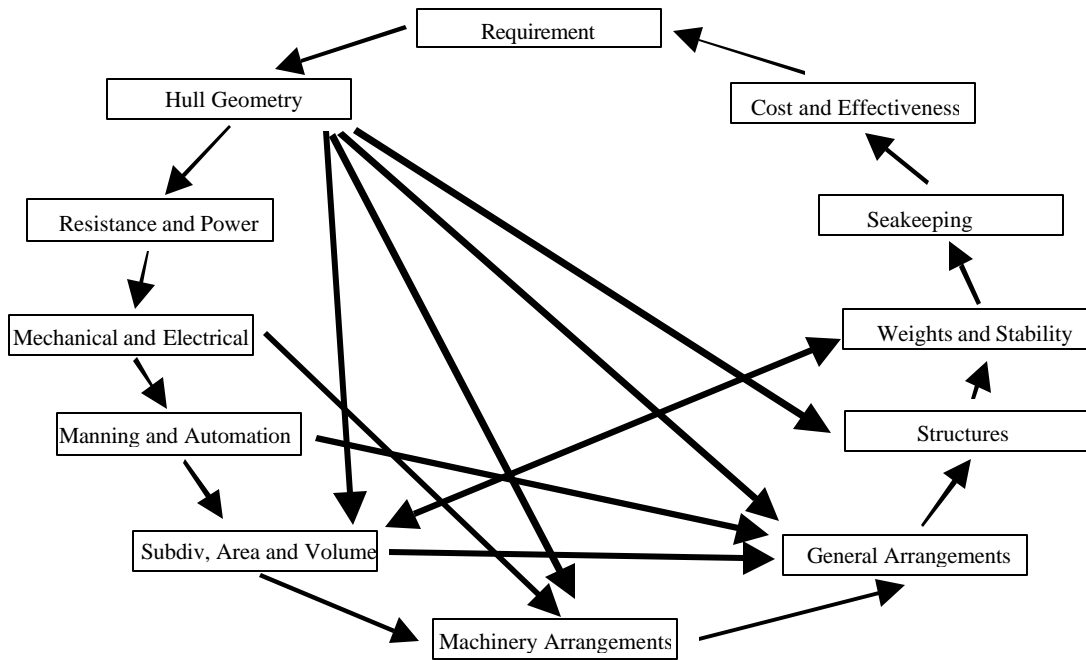 Requirement
Hull Geometry
Cost and Effectiveness
Resistance and Power
Seakeeping
Mechanical and Electrical
Weights and Stability
Manning and Automation
Structures
Subdiv, Area and Volume
General Arrangements
Machinery Arrangements